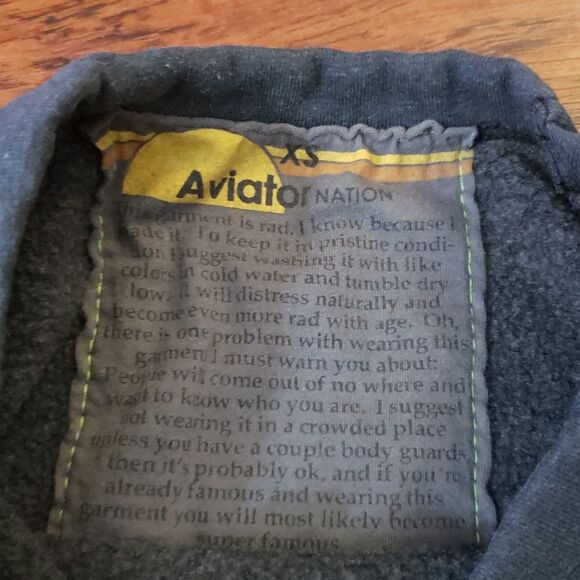 XS
Aviator NATION
This garment is rad, I know because I
made it. To keep it in pristine condi-
tion I suggest washing it with like
colors in cold water and tumble dry
low. It will distress naturally and
become even more rad with age. Oh,
there is one problem with wearing this
garment I must warn you about:
People will come out of no where and
want to know who you are. I suggest
not wearing it in a crowded place
unless you have a couple body guards
then it's probably ok, and if you're
already famous and wearing this
garment you will most likely become
super famous.